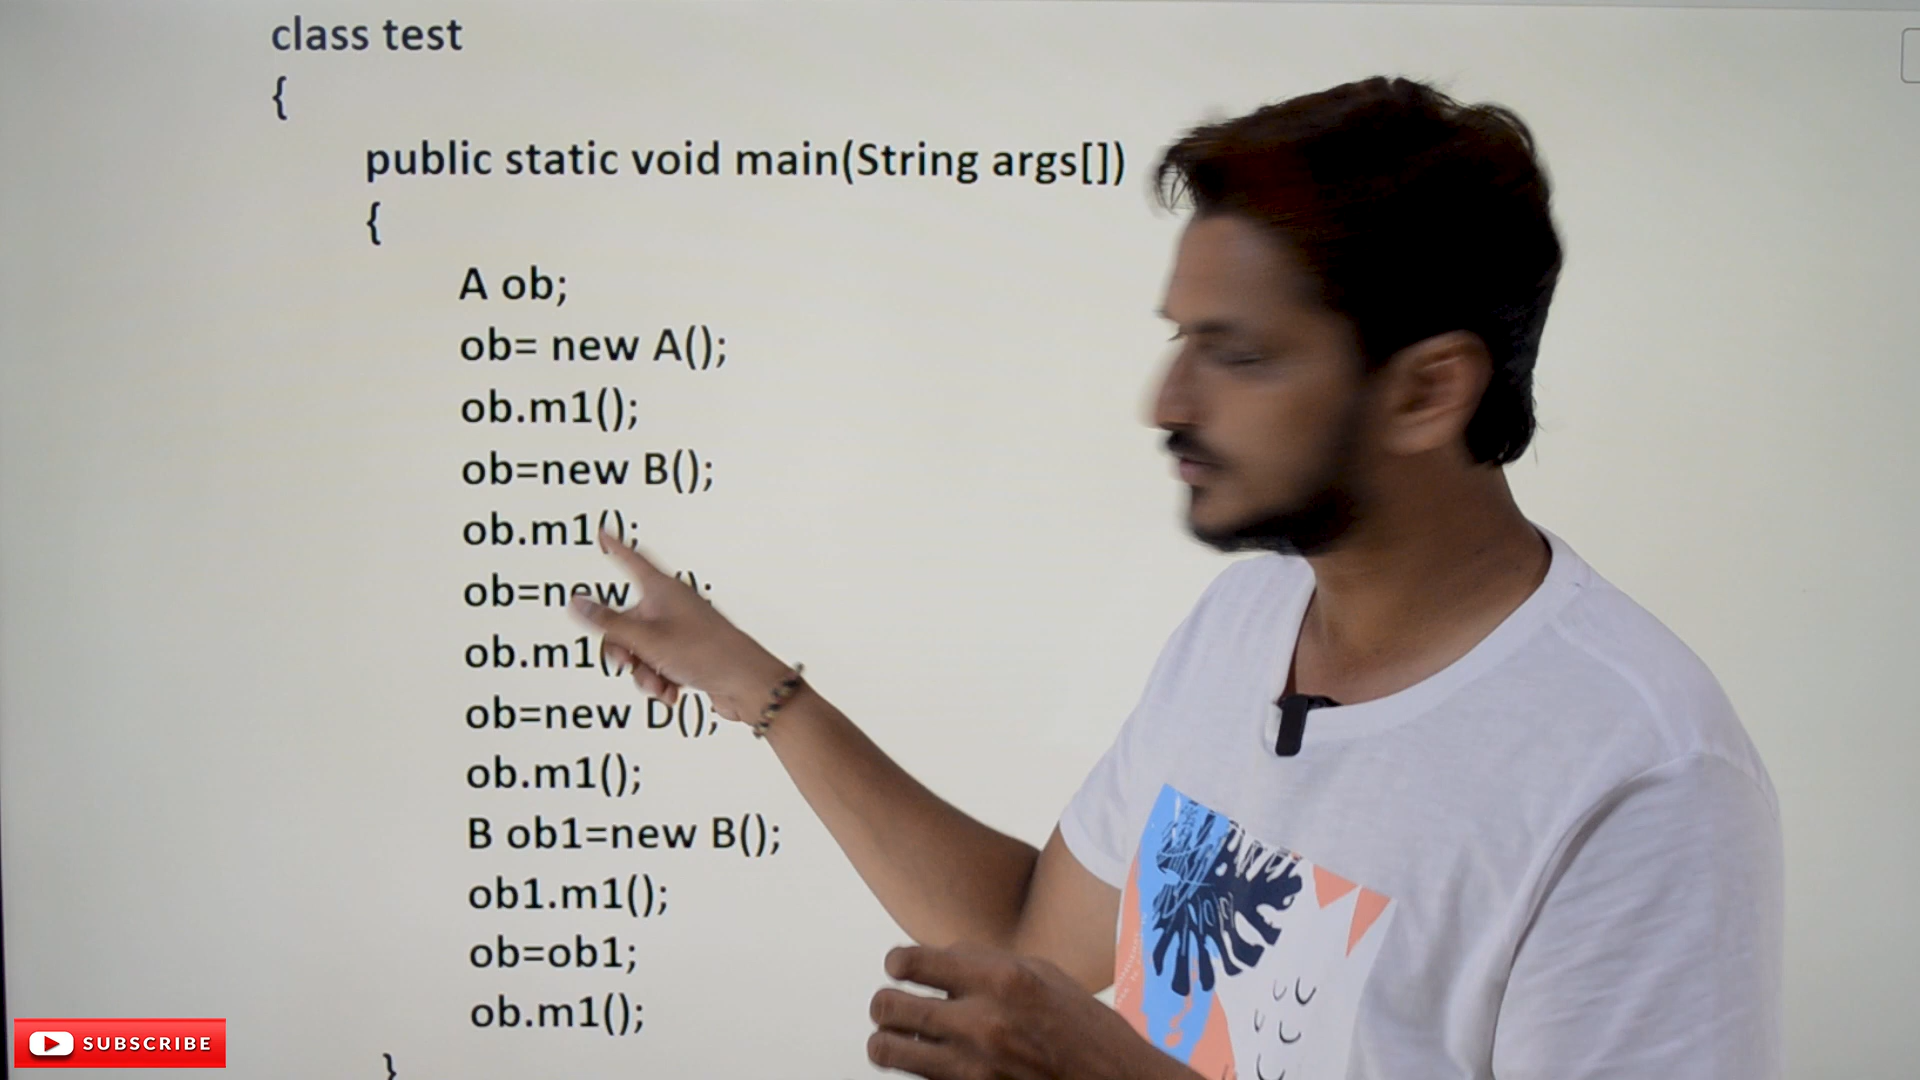 class test
{
public static void main(String args[])
{
A ob;
ob= new A();
ob.m1();
ob=new B();
ob.m1();
ob=new
ob.m1(
ob=new D();
ob.m1();
B ob1=new B();
ob1.m1();
ob=ob1;
ob.m1();
}
SUBSCRIBE